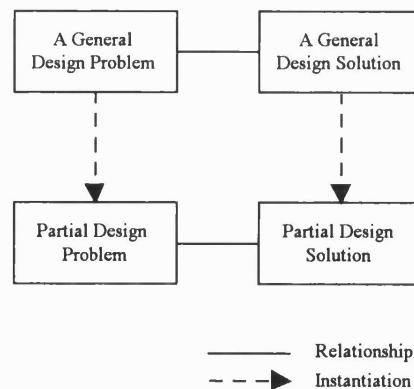 A General
Design Problem
A General
Design Solution
Partial Design
Problem
Partial Design
Solution
Relationship
Instantiation